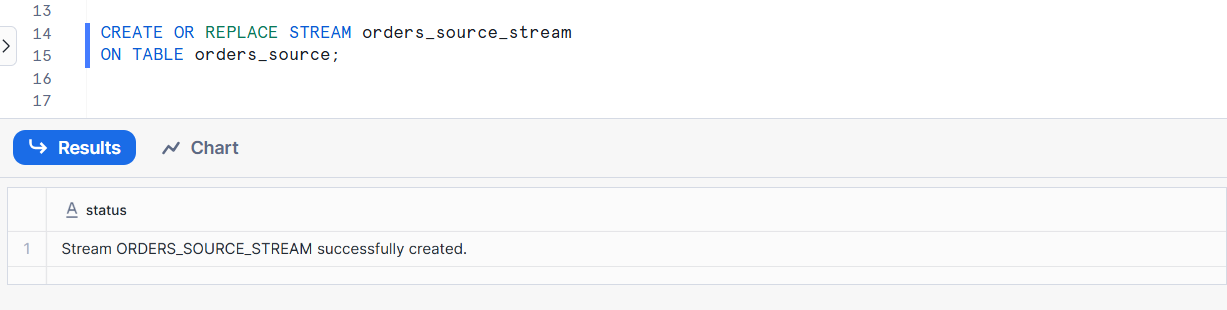 13
14 CREATE OR REPLACE STREAM orders_source_stream
15 ON TABLE orders_source;
16
17
Results Chart
A status
1 Stream ORDERS_SOURCE_STREAM successfully created.